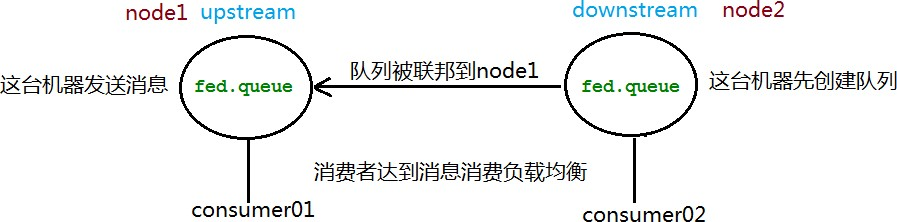 node1 upstream downstream node2
队列被联邦到node1
这台机器发送消息 fed.queue fed.queue 这台机器先创建队列
消费者达到消息消费负载均衡
consumer01 consumer02